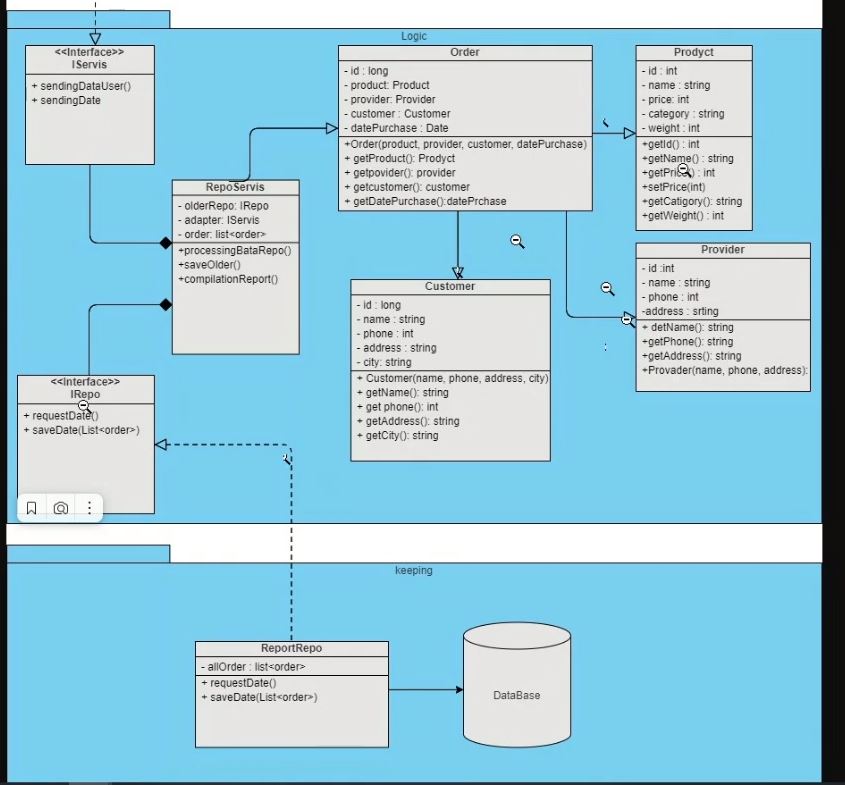 Logic
<<Interface>>
IServis
+ sendingDataUser()
+ sendingDate
Order
- id : long
- product: Product
- provider: Provider
- customer : Customer
- datePurchase : Date
+Order(product, provider, customer, datePurchase)
+ getProduct(): Prodyct
+ getpovider(): provider
+ getcustomer(): customer
+ getDatePurchase():datePrchase
Prodyct
- id : int
- name : string
- price: int
- category : string
- weight : int
+getId() : int
+getName() : string
: int
+setPrice(int)
+getCatigory(): string
+getWeight() : int
RepoServis
- olderRepo: IRepo
- adapter: IServis
- order: list<order>
+processingBataRepo()
+saveOlder()
+compilationReport()
Provider
- id :int
- name : string
- phone : int
-address : srting
+ detName(): string
+getPhone(): string
+getAddress(): string
+Provader(name, phone, address):
Customer
- id : long
- name : string
- phone : int
- address : string
- city: string
+ Customer(name, phone, address, city)
+ getName(): string
+ get phone(): int
+ getAddress(): string
+ getCity(): string
<<Interface>>
IRepo
+ requestDate()
+ saveDate(List<order>)
keeping
ReportRepo
- allOrder : list<order>
+ requestDate()
+ saveDate(List<order>)
DataBase